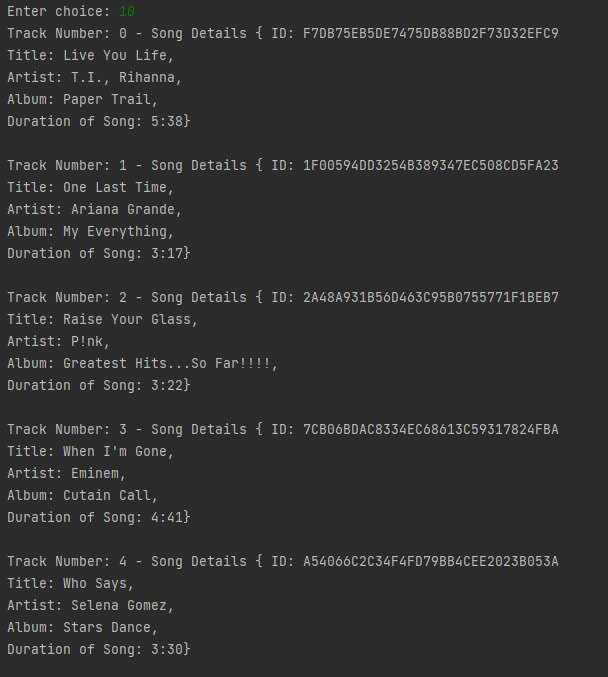 Enter choice: 10
Track Number: 0 - Song Details { ID: F7DB75EB5DE7475DB88BD2F73D32EFC9
Title: Live You Life,
Artist: T.I., Rihanna,
Album: Paper Trail,
Duration of Song: 5:38}
Track Number: 1 - Song Details { ID: 1F00594DD3254B389347EC508CD5FA23
Title: One Last Time,
Artist: Ariana Grande,
Album: My Everything,
Duration of Song: 3:17}
Track Number: 2 - Song Details { ID: 2A48A931B56D463C95B0755771F1BEB7
Title: Raise Your Glass,
Artist: P!nk,
Album: Greatest Hits...So Far!!!!,
Duration of Song: 3:22}
Track Number: 3 - Song Details { ID: 7CB06BDAC8334EC68613C59317824FBA
Title: When I'm Gone,
Artist: Eminem,
Album: Cutain Call,
Duration of Song: 4:41}
Track Number: 4 - Song Details { ID: A54066C2C34F4FD79BB4CEE2023B053A
Title: Who Says,
Artist: Selena Gomez,
Album: Stars Dance,
Duration of Song: 3:30}